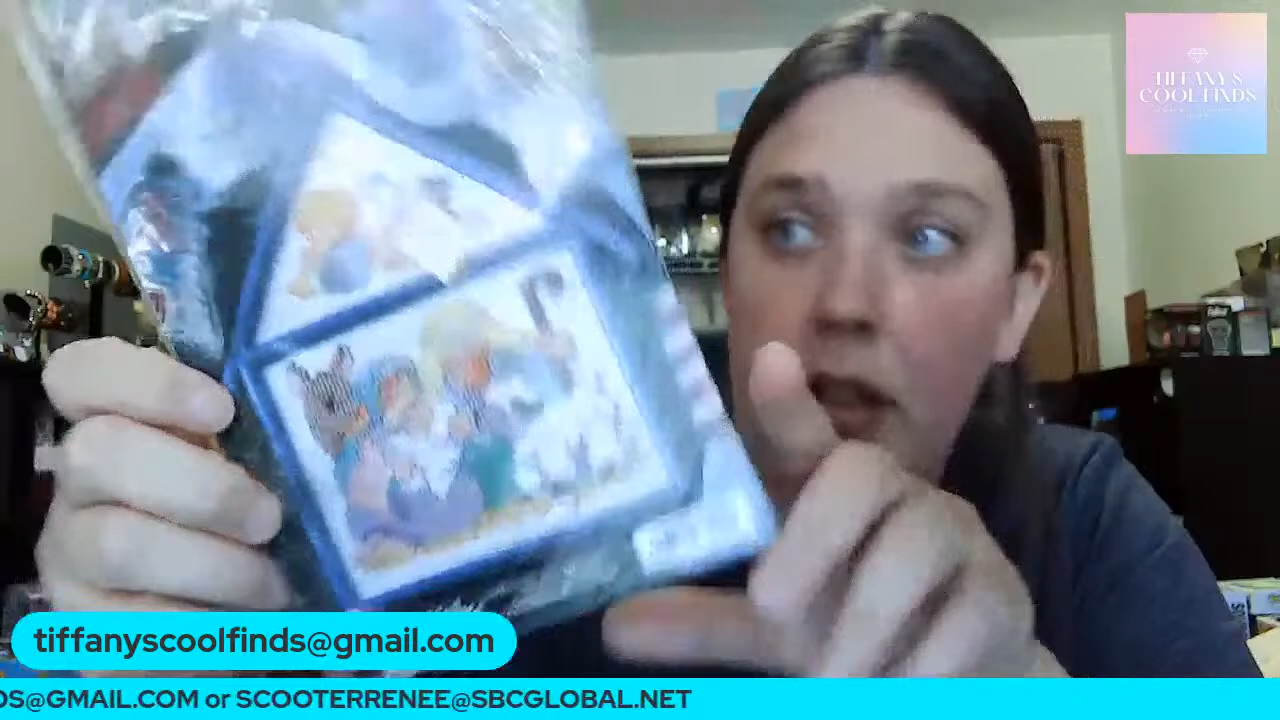 TIFFANY'S
COOL FINDS
tiffanyscoolfinds@gmail.com
DS@GMAIL.COM or SCOOTERRENEE@SBCGLOBAL.NET